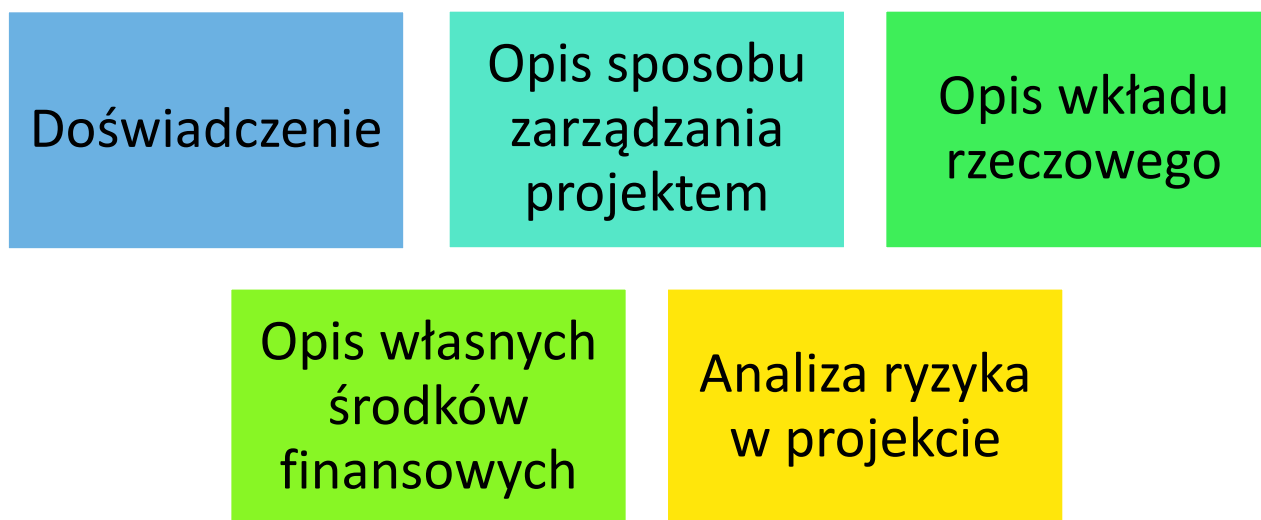 Doświadczenie
Opis sposobu
zarządzania
projektem
Opis wkładu
rzeczowego
Opis własnych
środków
finansowych
Analiza ryzyka
w projekcie